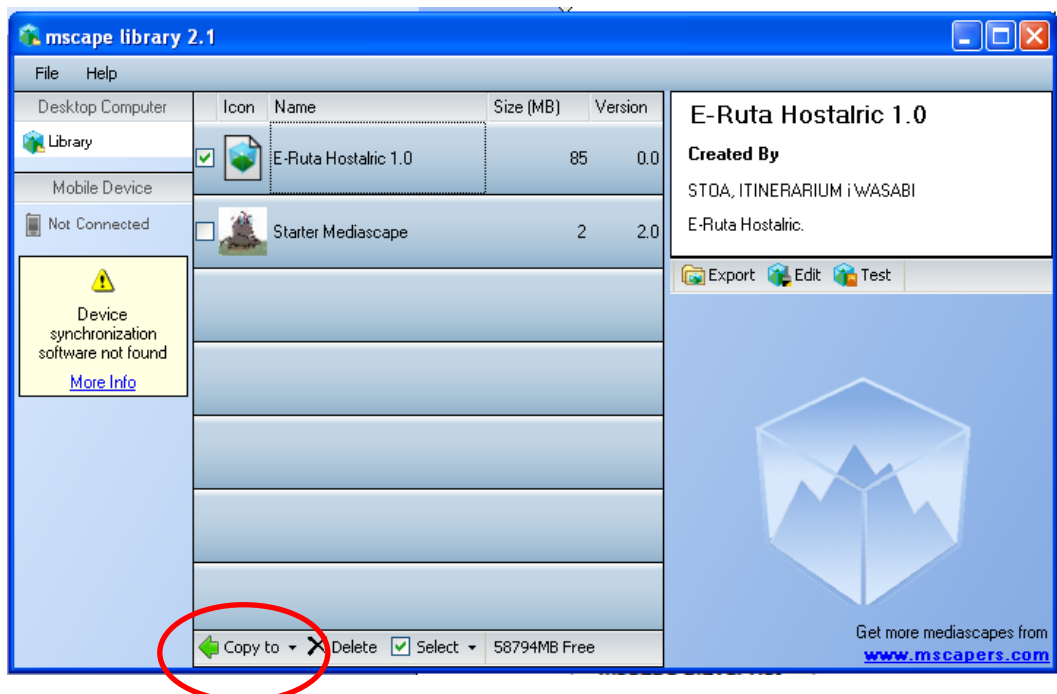 mscape library 2.1
File Help
Desktop Computer
Library
Mobile Device
Not Connected
Device
synchronization
software not found
More Info
Icon Name Size (MB) Version
E-Ruta Hostalric 1.0 85 0.0
Starter Mediascape 2 2.0
Copy to Delete Select 58794MB Free
E-Ruta Hostalric 1.0
Created By
STOA, ITINERARIUM i WASABI
E-Ruta Hostalric.
Export Edit Test
Get more mediascapes from
www.mscapers.com